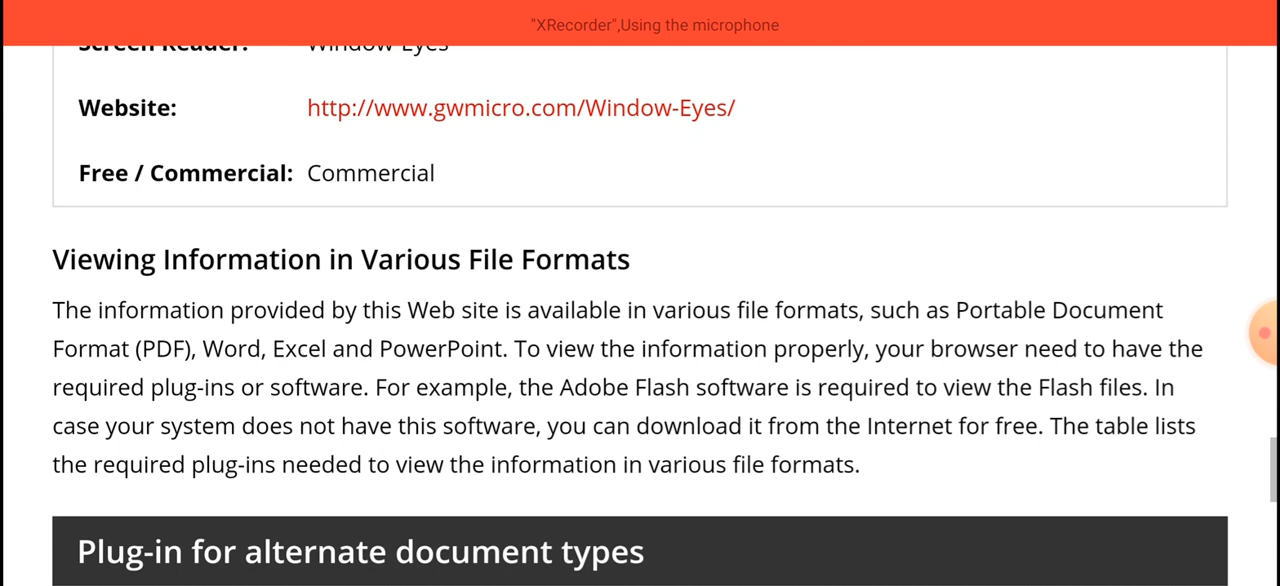 "XRecorder",Using the microphone
Screen Reader: Window-Eyes
Website: http://www.gwmicro.com/Window-Eyes/
Free / Commercial: Commercial
Viewing Information in Various File Formats
The information provided by this Web site is available in various file formats, such as Portable Document
Format (PDF), Word, Excel and PowerPoint. To view the information properly, your browser need to have the
required plug-ins or software. For example, the Adobe Flash software is required to view the Flash files. In
case your system does not have this software, you can download it from the Internet for free. The table lists
the required plug-ins needed to view the information in various file formats.
Plug-in for alternate document types